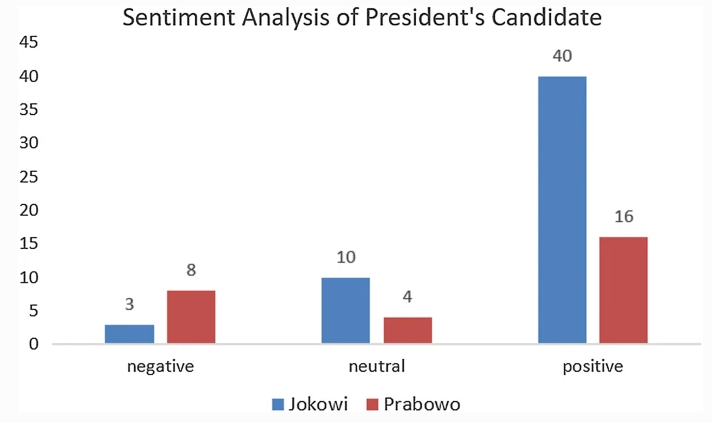 Sentiment Analysis of President's Candidate
45
40
35
30
25
20
15
10
5
0
3
8
10
4
40
16
negative
neutral
positive
Jokowi
Prabowo